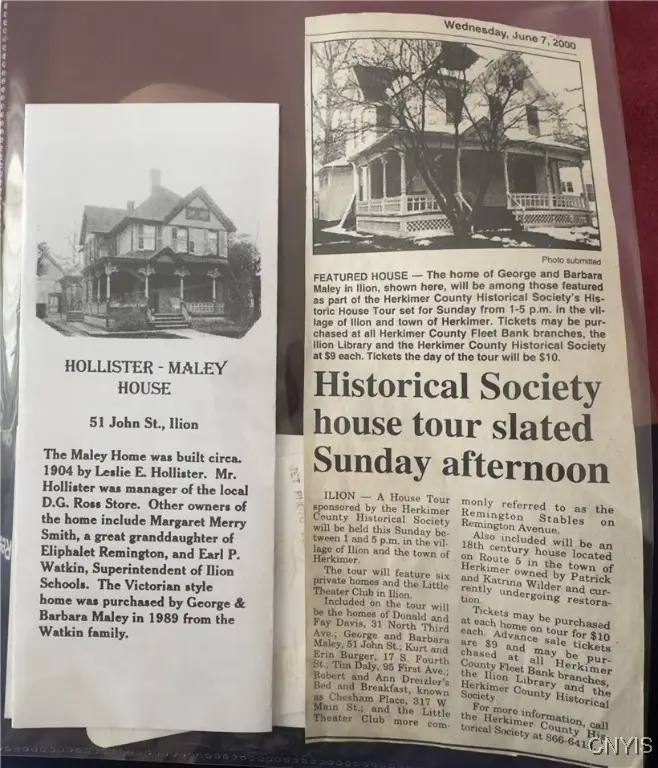 HOLLISTER - MALEY
HOUSE
51 John St., Ilion
The Maley Home was built circa.
1904 by Leslie E. Hollister. Mr.
Hollister was manager of the local
D.G. Ross Store. Other owners of
the home include Margaret Merry
Smith, a great granddaughter of
Eliphalet Remington, and Earl P.
Watkin, Superintendent of Ilion
Schools. The Victorian style
home was purchased by George &
Barbara Maley in 1989 from the
Watkin family.
Wednesday, June 7, 2000
Photo submitted
FEATURED HOUSE — The home of George and Barbara
Maley in Ilion, shown here, will be among those featured
as part of the Herkimer County Historical Society's His-
toric House Tour set for Sunday from 1-5 p.m. in the vil-
lage of Ilion and town of Herkimer. Tickets may be pur-
chased at all Herkimer County Fleet Bank branches, the
Ilion Library and the Herkimer County Historical Society
at $9 each. Tickets the day of the tour will be $10.
Historical Society
house tour slated
Sunday afternoon
ILION — A House Tour
sponsored by the Herkimer
County Historical Society
will be held this Sunday be-
tween 1 and 5 p.m. in the vil-
lage of Ilion and the town of
Herkimer.
The tour will feature six
private homes and the Little
Theater Club in Ilion.
Included on the tour will
be the homes of Donald and
Fay Davis, 31 North Third
Ave.; George and Barbara
Maley, 51 John St.; Kurt and
Erin Burger, 17 S. Fourth
St.; Tim Daly, 95 First Ave.;
Robert and Ann Dreizler's
Bed and Breakfast, known
as Chesham Place, 317 W.
Main St.; and the Little
Theater Club more com-
monly referred to as the
Remington Stables on
Remington Avenue.
Also included will be an
18th century house located
on Route 5 in the town of
Herkimer owned by Patrick
and Katrina Wilder and cur-
rently undergoing restora-
tion.
Tickets may be purchased
at each home on tour for $10
each. Advance sale tickets
are $9 and may be pur-
chased at all Herkimer
County Fleet Bank branches,
the Ilion Library and the
Herkimer County Historical
Society
For more information, call
the Herkimer County His-
torical Society at 866-641
CNYIS